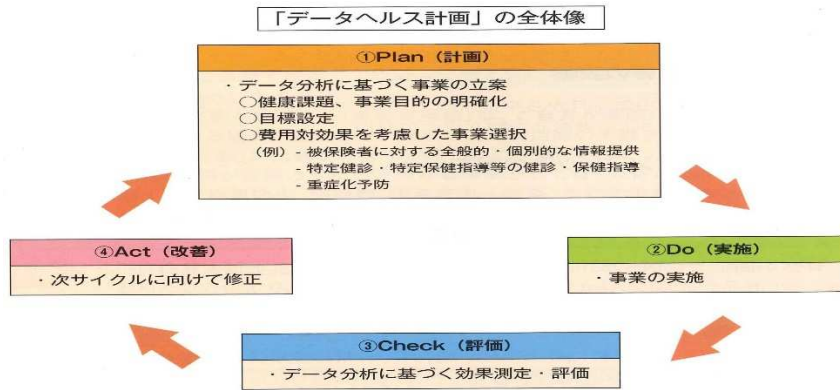 「データヘルス計画」の全体像
①Plan（計画）
・データ分析に基づく事業の立案
○健康課題、事業目的の明確化
○目標設定
○費用対効果を考慮した事業選択
（例）- 被保険者に対する全般的・個別的な情報提供
- 特定健診・特定保健指導等の健診・保健指導
- 重症化予防
④Act（改善）
・次サイクルに向けて修正
②Do（実施）
・事業の実施
③Check（評価）
・データ分析に基づく効果測定・評価